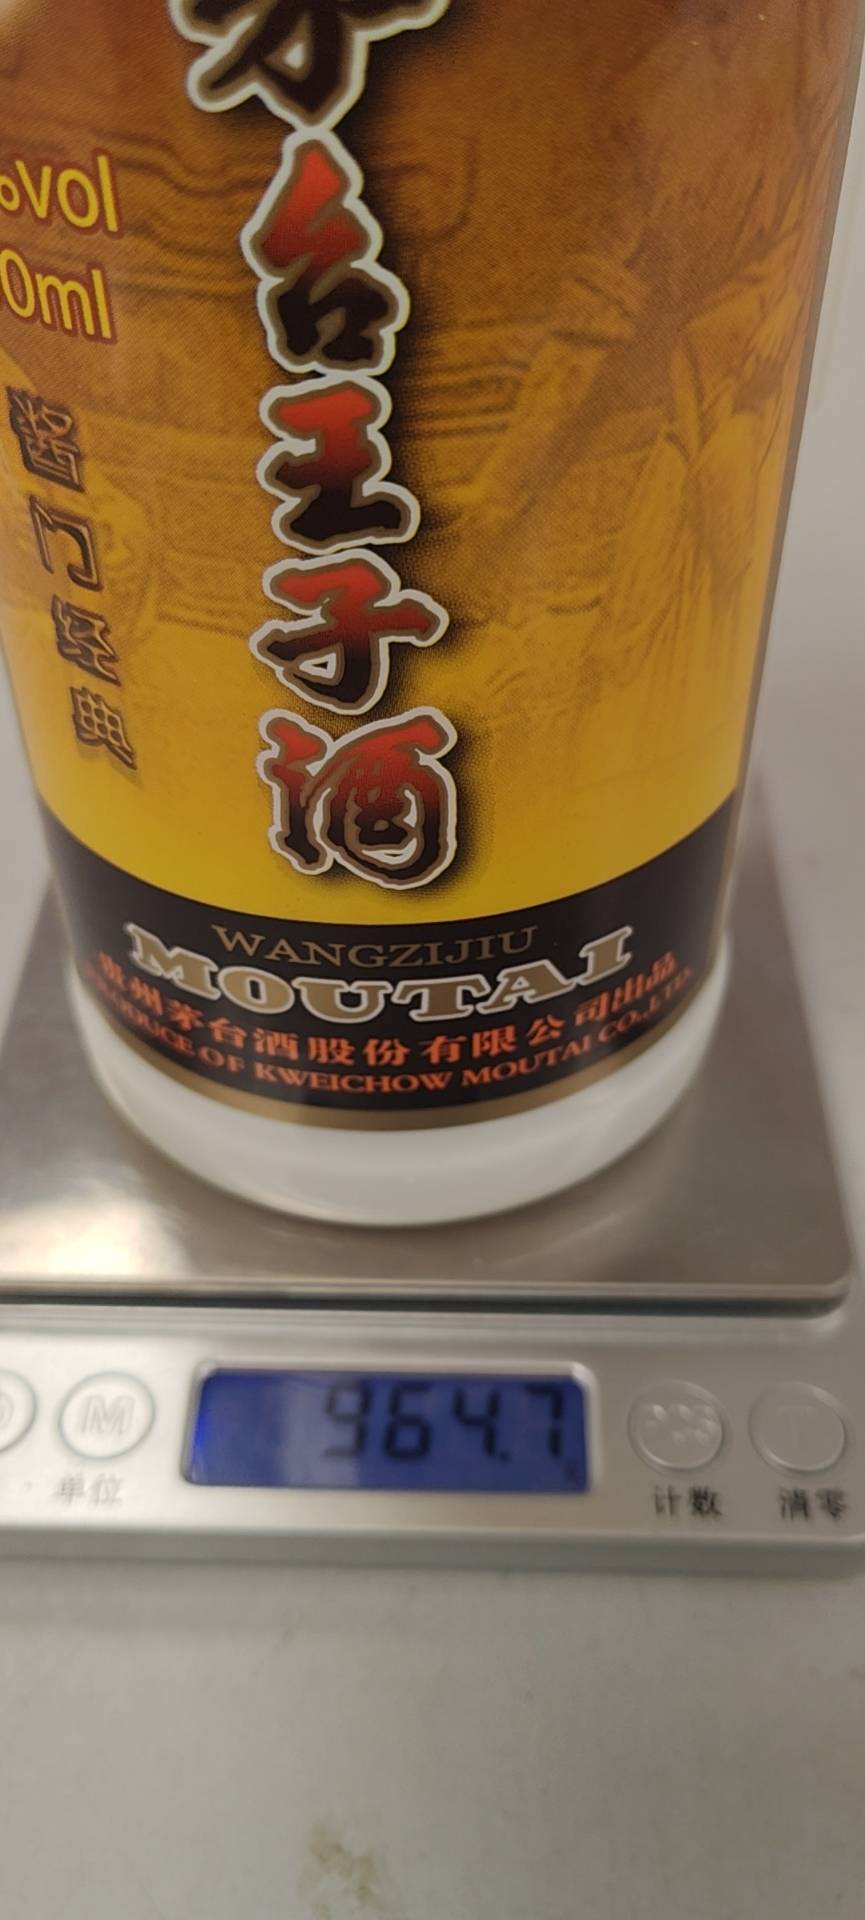 茅台王子酒
%vol
0ml
酱门经典
WANGZIJIU
MOUTAI
贵州茅台酒股份有限公司出品
PRODUCE OF KWEICHOW MOUTAI CO.,LTD.
964.7
M
T
单位
计数
清零